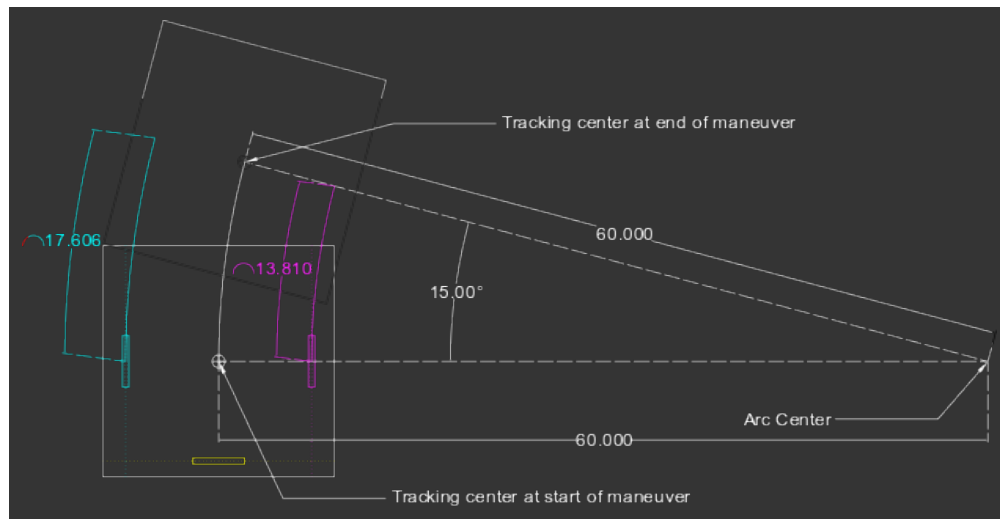 Tracking center at end of maneuver
60.000
17.606
13.810
15.00°
Arc Center
60.000
Tracking center at start of maneuver